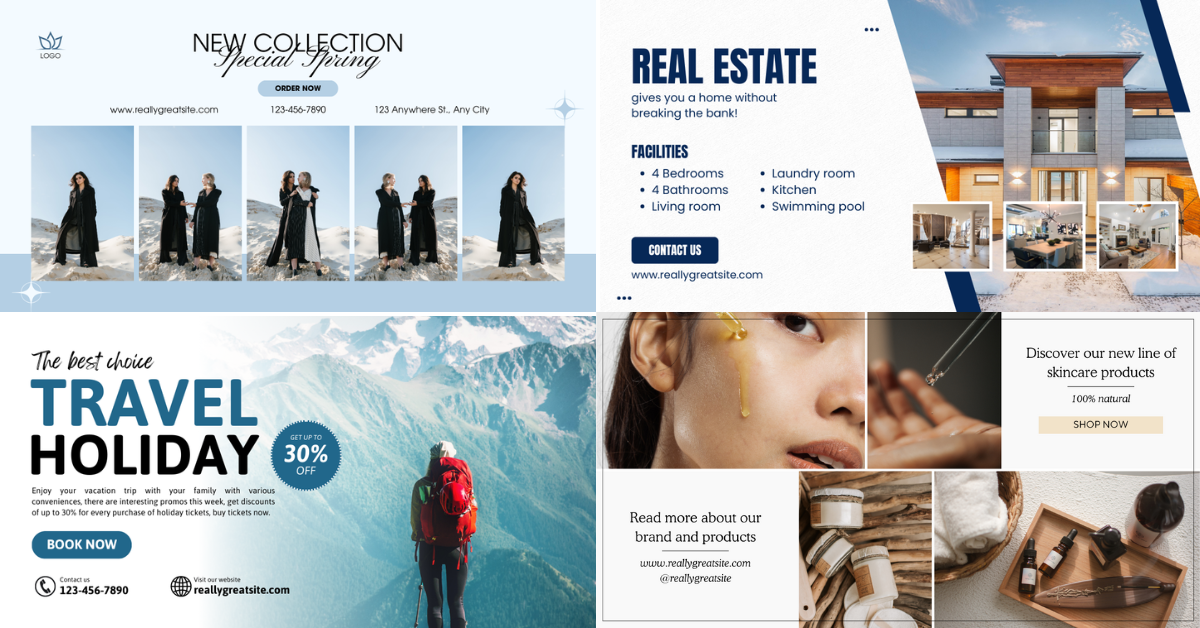 LOGO
NEW COLLECTION
Special Spring
ORDER NOW
www.reallygreatsite.com 123-456-7890 123 Anywhere St., Any City
REAL ESTATE
gives you a home without
breaking the bank!
FACILITIES
• 4 Bedrooms
• 4 Bathrooms
• Living room
• Laundry room
• Kitchen
• Swimming pool
CONTACT US
www.reallygreatsite.com
The best choice
TRAVEL
HOLIDAY
GET UP TO
30%
OFF
Enjoy your vacation trip with your family with various
conveniences, there are interesting promos this week, get discounts
of up to 30% for every purchase of holiday tickets, buy tickets now.
BOOK NOW
Contact us
123-456-7890
Visit our website
reallygreatsite.com
Discover our new line of
skincare products
100% natural
SHOP NOW
Read more about our
brand and products
www.reallygreatsite.com
@reallygreatsite